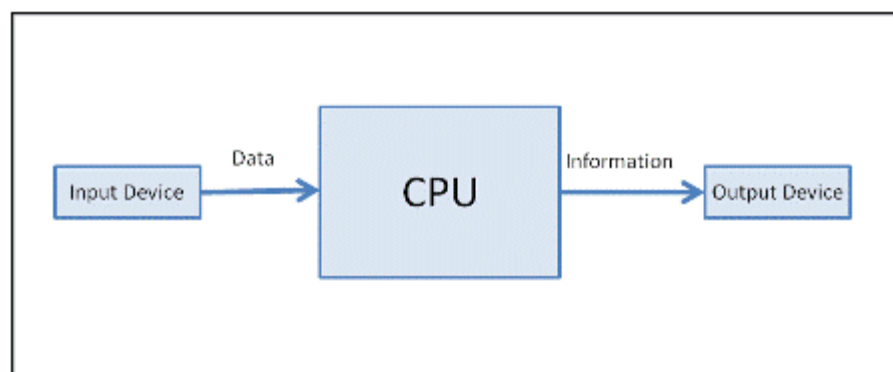 Data
Input Device
CPU
Information
Output Device